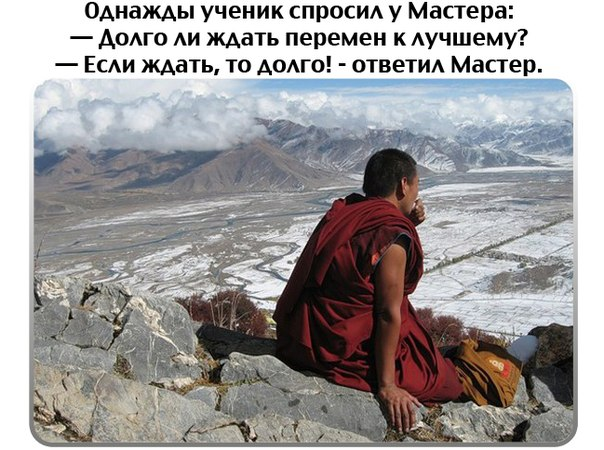 Однажды ученик спросил у Мастера:
— Долго ли ждать перемен к лучшему?
— Если ждать, то долго! - ответил Мастер.